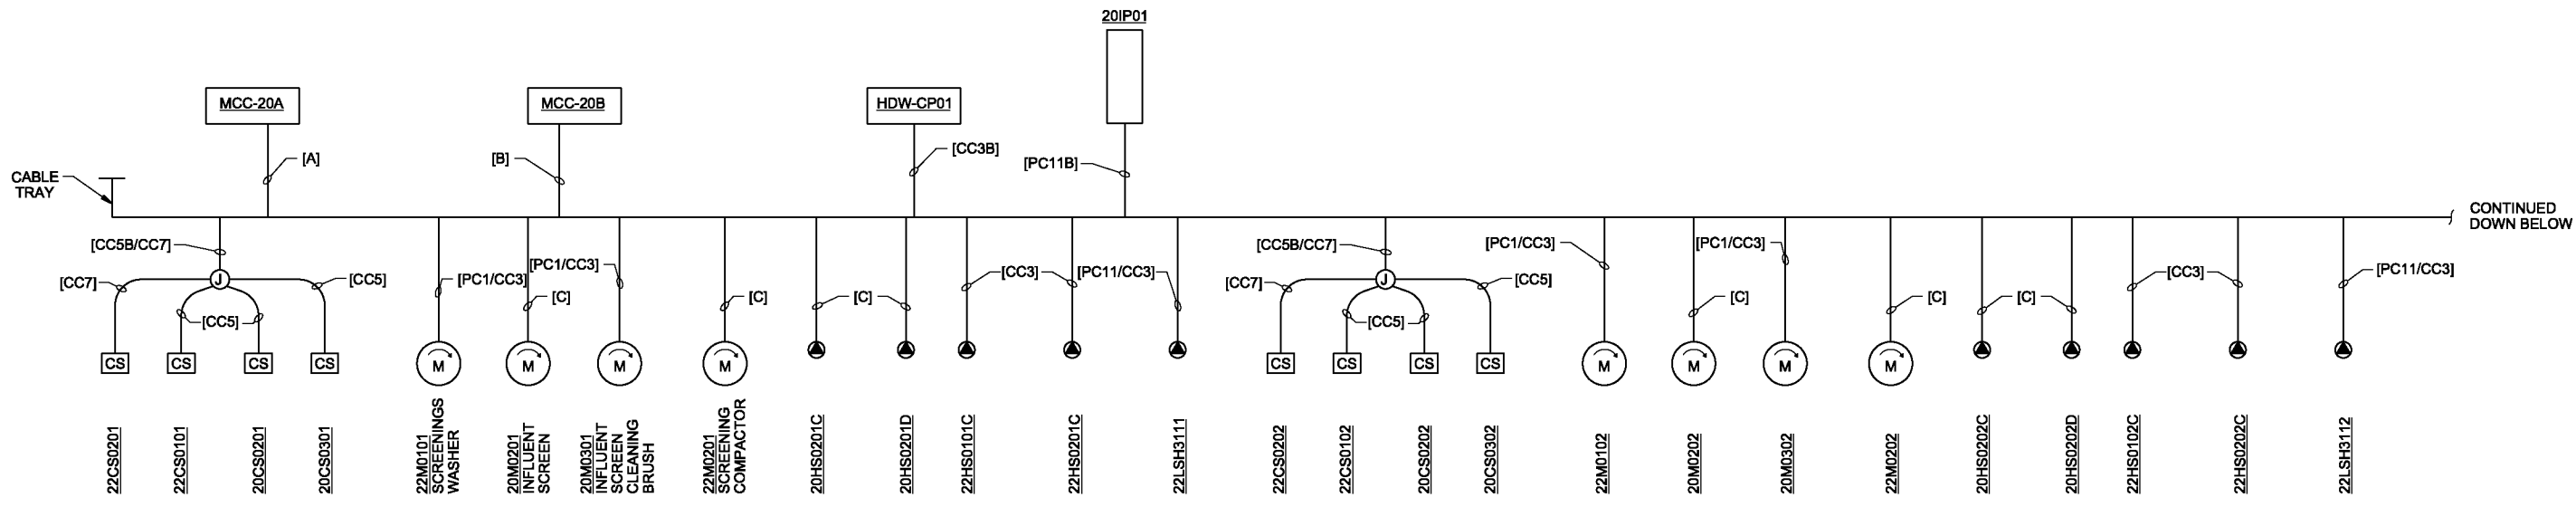 20IP01
MCC-20A
MCC-20B
HDW-CP01
[A]
[B]
[CC3B]
[PC11B]
CABLE
TRAY
CONTINUED
DOWN BELOW
[CC5B/CC7]
[CC7]
J
[CC5]
[CC5]
[PC1/CC3]
[C]
[PC1/CC3]
[C]
[C]
[CC3]
[PC11/CC3]
[CC5B/CC7]
[CC7]
J
[CC5]
[CC5]
[PC1/CC3]
[C]
[PC1/CC3]
[C]
[C]
[CC3]
[PC11/CC3]
CS
CS
CS
CS
M
M
M
M
CS
CS
CS
CS
M
M
M
M
22CS0201
22CS0101
20CS0201
20CS0301
22M0101
SCREENINGS
WASHER
20M0201
INFLUENT
SCREEN
20M0301
INFLUENT
SCREEN
CLEANING
BRUSH
22M0201
SCREENING
COMPACTOR
20HS0201C
20HS0201D
22HS0101C
22HS0201C
22LSH3111
22CS0202
22CS0102
20CS0202
20CS0302
22M0102
20M0202
20M0302
22M0202
20HS0202C
20HS0202D
22HS0102C
22HS0202C
22LSH3112